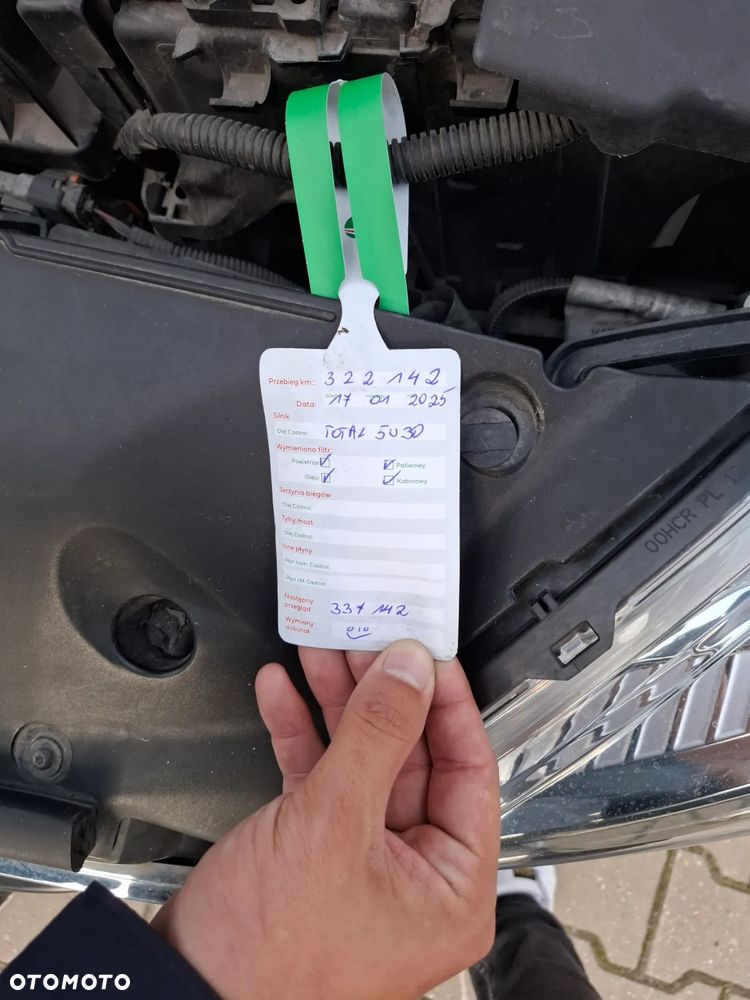 Przebieg km.: 322 142
Data: 17 01 2025
Silnik
Olej Castrol: TOTAL 5W30
Wymieniono filtr:
Powietrza Paliwowy
Oleju Kabinowy
Skrzynia biegów
Olej Castrol:
Tylny most
Olej Castrol:
Inne płyny
Płyn ham. Castrol:
Płyn chł. Castrol:
Następny
przegląd 337 142
Wymiany
dokonał
OOHCR PL
OTOMOTO